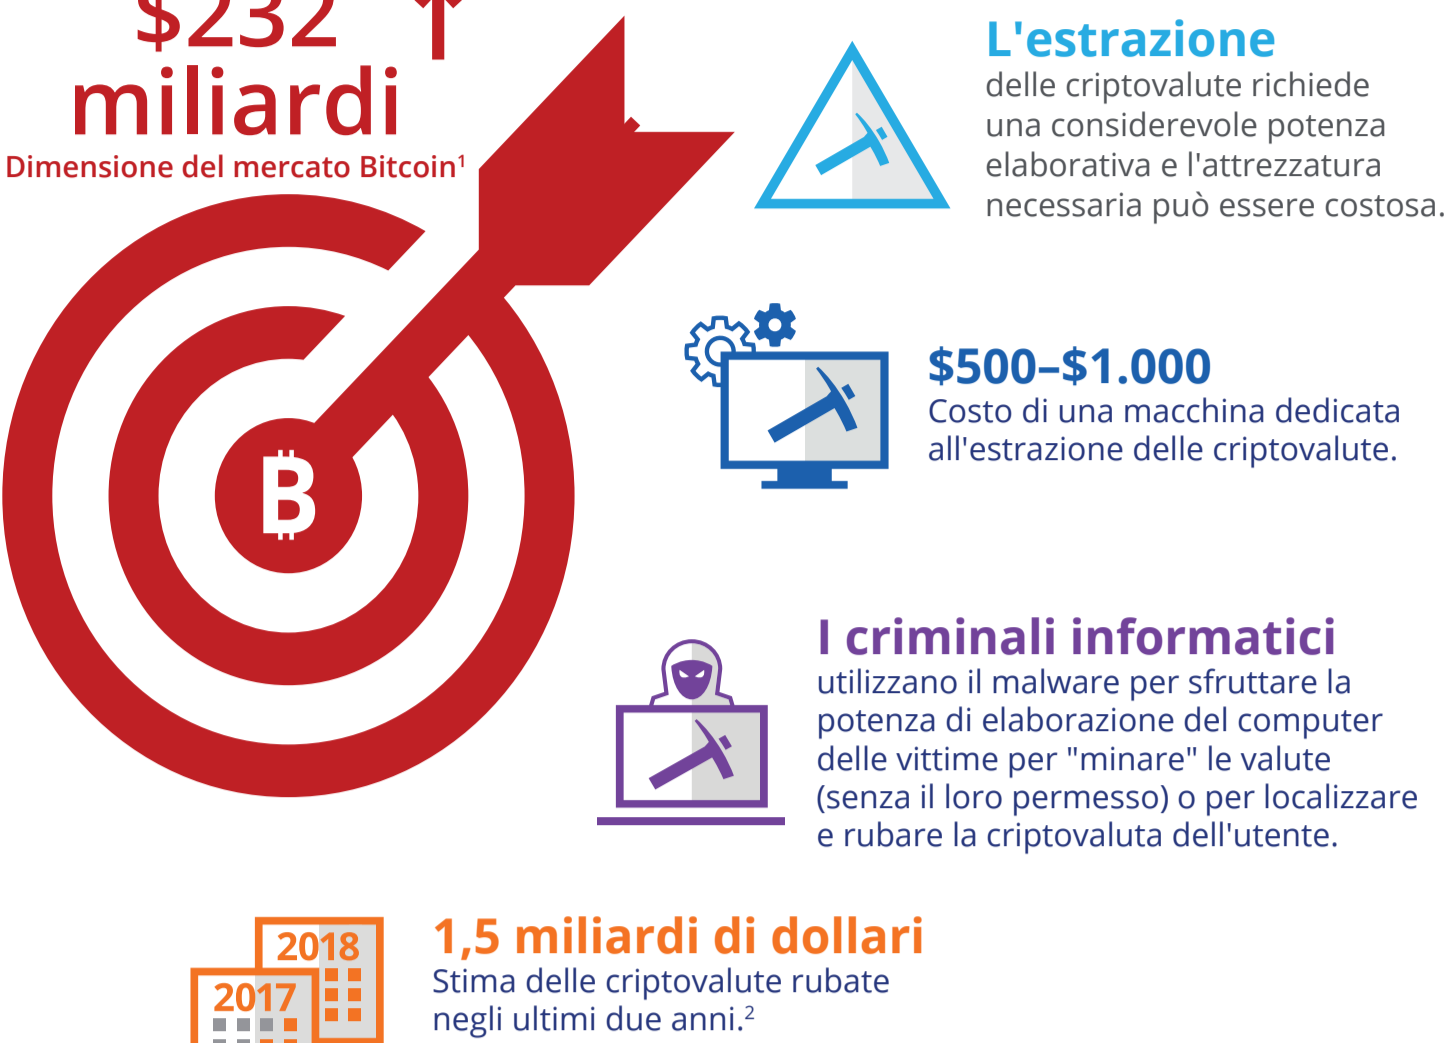 $232
miliardi
Dimensione del mercato Bitcoin¹
L'estrazione
delle criptovalute richiede
una considerevole potenza
elaborativa e l'attrezzatura
necessaria può essere costosa.
$500–$1.000
Costo di una macchina dedicata
all'estrazione delle criptovalute.
I criminali informatici
utilizzano il malware per sfruttare la
potenza di elaborazione del computer
delle vittime per "minare" le valute
(senza il loro permesso) o per localizzare
e rubare la criptovaluta dell'utente.
2018
2017
1,5 miliardi di dollari
Stima delle criptovalute rubate
negli ultimi due anni.²